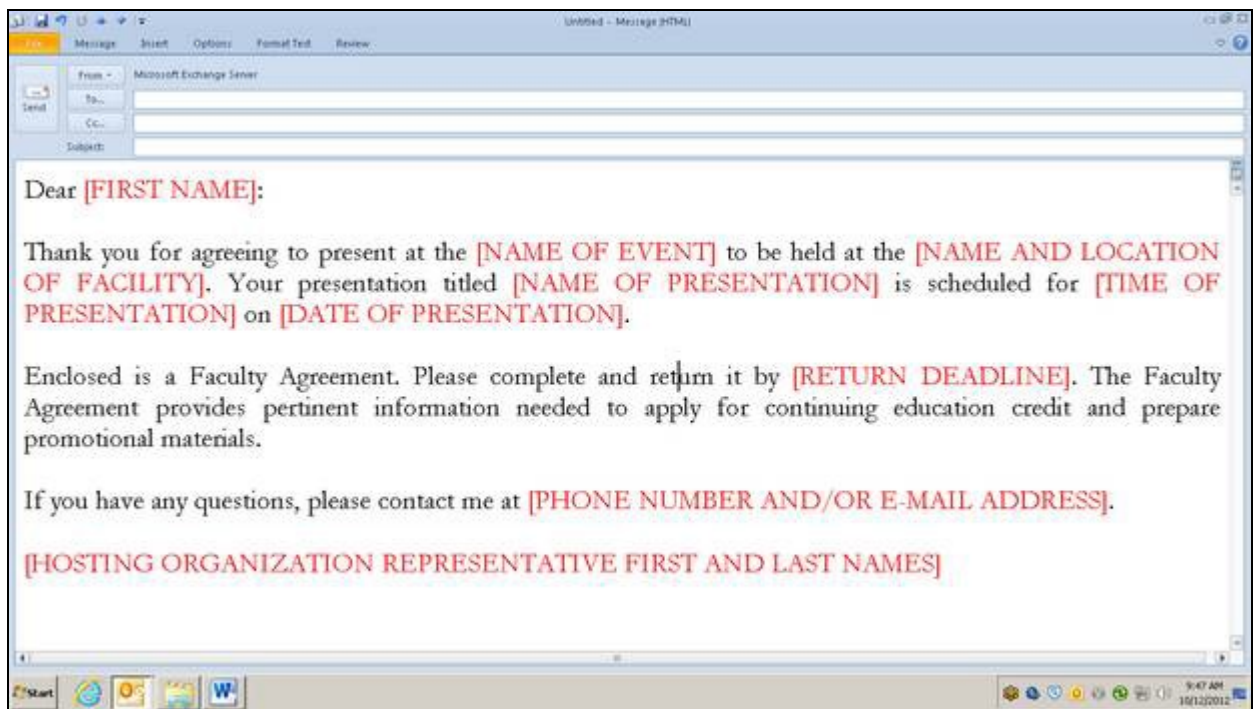 Untitled - Message (HTML)
File Message Insert Options Format Text Review
From Microsoft Exchange Server
Send
To...
Cc...
Subject:
Dear [FIRST NAME]:
Thank you for agreeing to present at the [NAME OF EVENT] to be held at the [NAME AND LOCATION
OF FACILITY]. Your presentation titled [NAME OF PRESENTATION] is scheduled for [TIME OF
PRESENTATION] on [DATE OF PRESENTATION].
Enclosed is a Faculty Agreement. Please complete and return it by [RETURN DEADLINE]. The Faculty
Agreement provides pertinent information needed to apply for continuing education credit and prepare
promotional materials.
If you have any questions, please contact me at [PHONE NUMBER AND/OR E-MAIL ADDRESS].
[HOSTING ORGANIZATION REPRESENTATIVE FIRST AND LAST NAMES]
Start
9:47 AM
10/12/2012